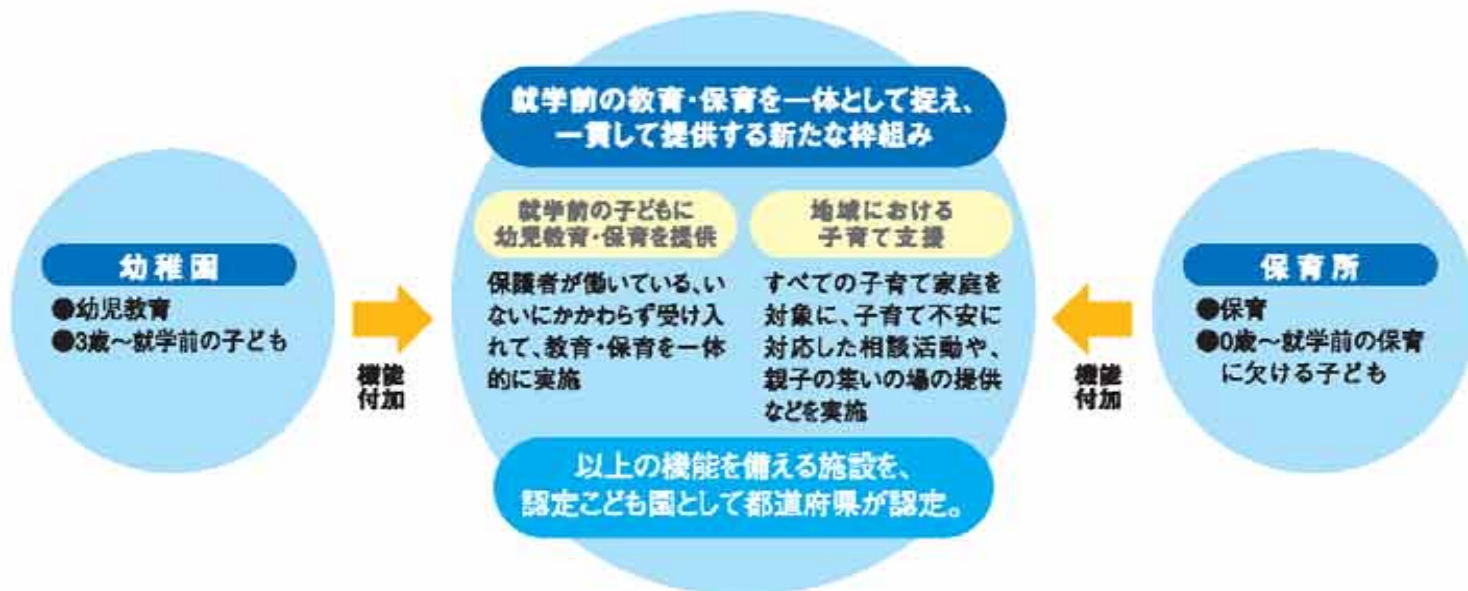 就学前の教育・保育を一体として捉え、
一貫して提供する新たな枠組み
幼稚園
●幼児教育
●3歳～就学前の子ども
機能
付加
就学前の子どもに
幼児教育・保育を提供
保護者が働いている、い
ないにかかわらず受け入
れて、教育・保育を一体
的に実施
地域における
子育て支援
すべての子育て家庭を
対象に、子育て不安に
対応した相談活動や、
親子の集いの場の提供
などを実施
以上の機能を備える施設を、
認定こども園として都道府県が認定。
保育所
●保育
●0歳～就学前の保育
に欠ける子ども
機能
付加